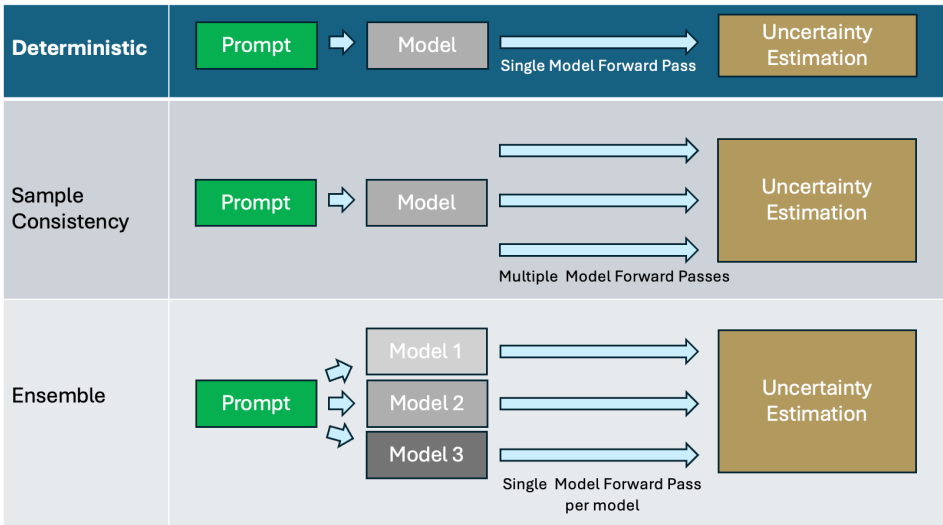 Deterministic
Prompt
Model
Single Model Forward Pass
Uncertainty
Estimation
Sample
Consistency
Prompt
Model
Multiple Model Forward Passes
Uncertainty
Estimation
Ensemble
Prompt
Model 1
Model 2
Model 3
Single Model Forward Pass
per model
Uncertainty
Estimation